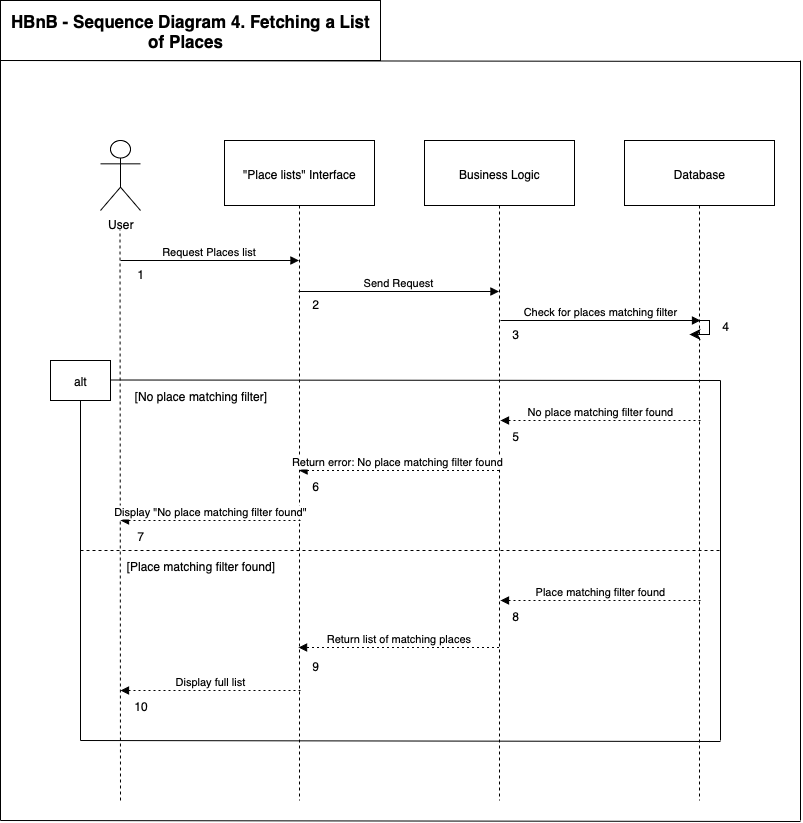 HBnB - Sequence Diagram 4. Fetching a List
of Places
"Place lists" Interface
Business Logic
Database
User
Request Places list
1
Send Request
2
Check for places matching filter
3
4
alt
[No place matching filter]
No place matching filter found
5
Return error: No place matching filter found
6
Display "No place matching filter found"
7
[Place matching filter found]
Place matching filter found
8
Return list of matching places
9
Display full list
10